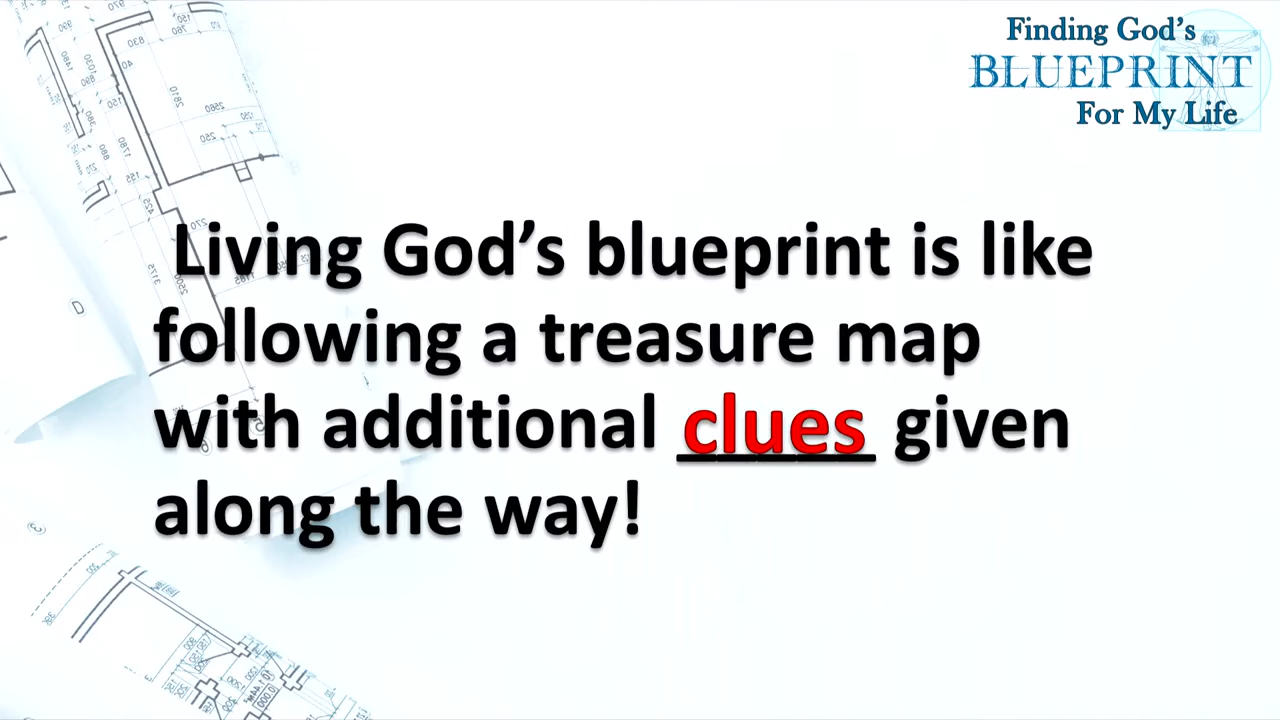 Finding God’s
BLUEPRINT
For My Life
Living God’s blueprint is like
following a treasure map
with additional clues given
along the way!